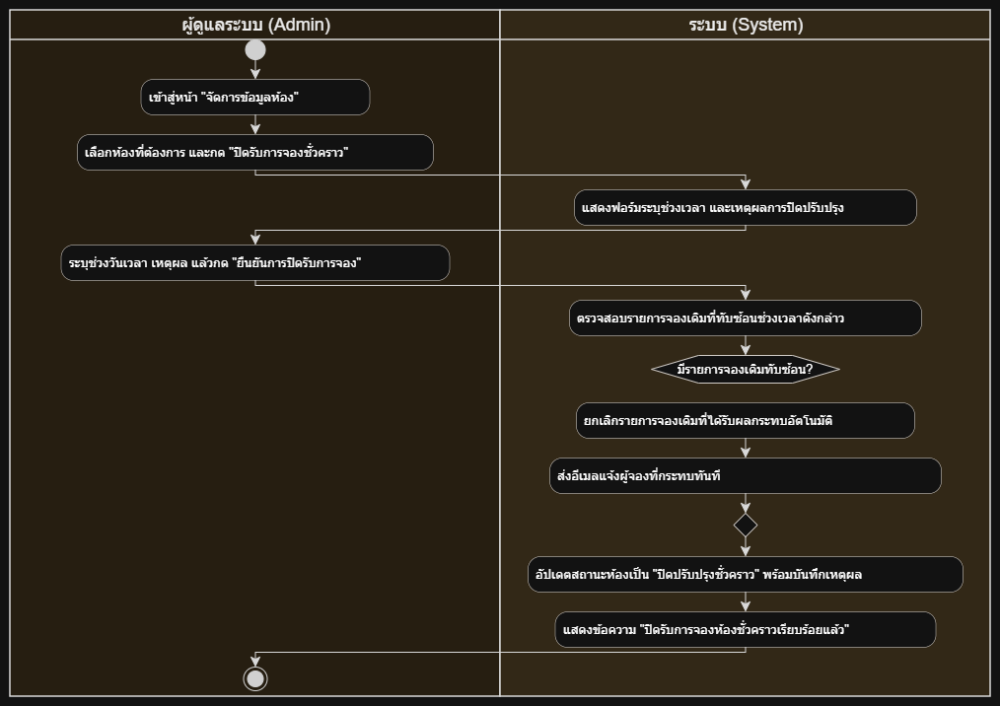 ผู้ดูแลระบบ (Admin)
ระบบ (System)
เข้าสู่หน้า "จัดการข้อมูลห้อง"
เลือกห้องที่ต้องการ และกด "ปิดรับการจองชั่วคราว"
แสดงฟอร์มระบุช่วงเวลา และเหตุผลการปิดปรับปรุง
ระบุช่วงวันเวลา เหตุผล แล้วกด "ยืนยันการปิดรับการจอง"
ตรวจสอบรายการจองเดิมที่ทับซ้อนช่วงเวลาดังกล่าว
มีรายการจองเดิมทับซ้อน?
ยกเลิกรายการจองเดิมที่ได้รับผลกระทบอัตโนมัติ
ส่งอีเมลแจ้งผู้จองที่กระทบทันที
อัปเดตสถานะห้องเป็น "ปิดปรับปรุงชั่วคราว" พร้อมบันทึกเหตุผล
แสดงข้อความ "ปิดรับการจองห้องชั่วคราวเรียบร้อยแล้ว"